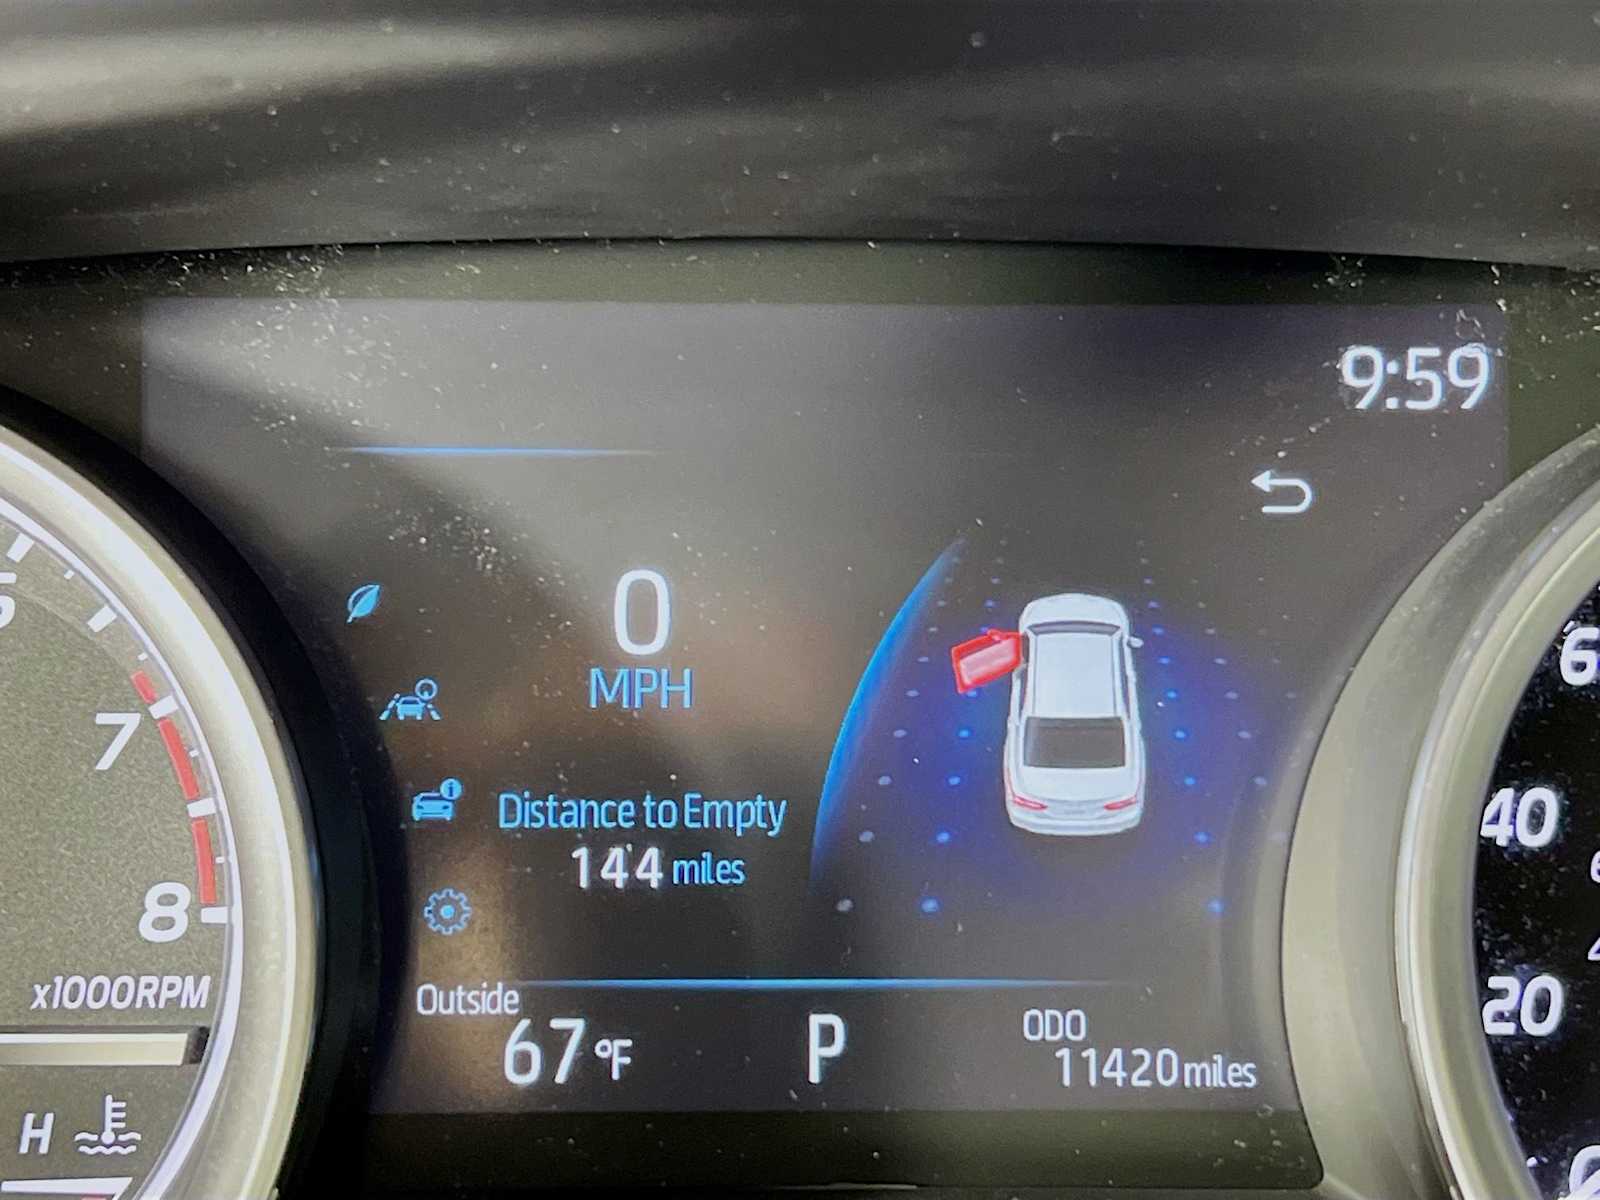 9:59
0
MPH
Distance to Empty
144 miles
Outside
67 °F
P
ODO
11420 miles
7
8
x1000RPM
H
40
20